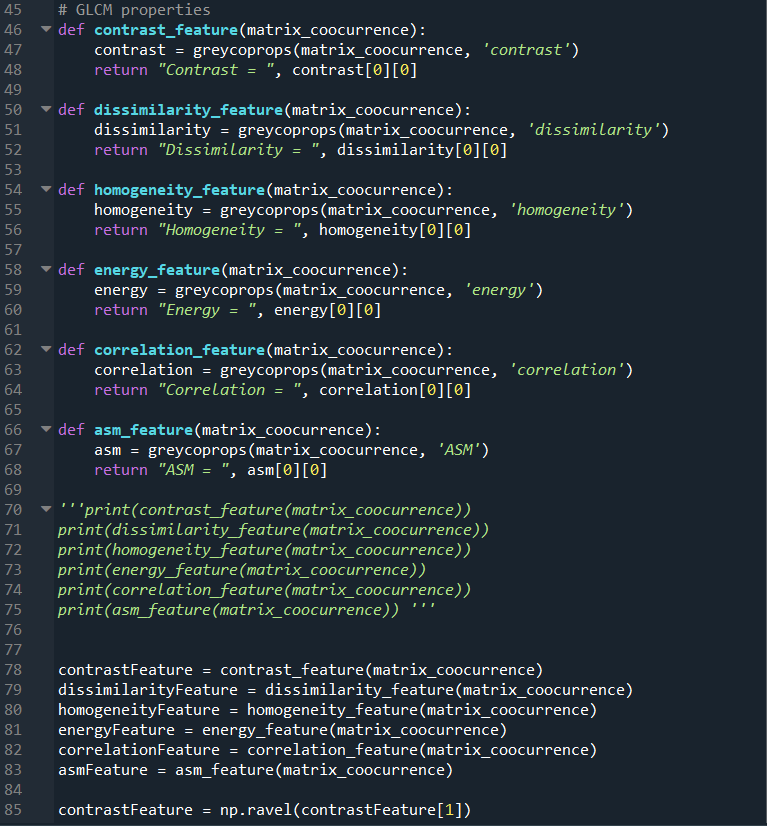 45 # GLCM properties
46 def contrast_feature(matrix_coocurrence):
47     contrast = greycoprops(matrix_coocurrence, 'contrast')
48     return "Contrast = ", contrast[0][0]
49
50 def dissimilarity_feature(matrix_coocurrence):
51     dissimilarity = greycoprops(matrix_coocurrence, 'dissimilarity')
52     return "Dissimilarity = ", dissimilarity[0][0]
53
54 def homogeneity_feature(matrix_coocurrence):
55     homogeneity = greycoprops(matrix_coocurrence, 'homogeneity')
56     return "Homogeneity = ", homogeneity[0][0]
57
58 def energy_feature(matrix_coocurrence):
59     energy = greycoprops(matrix_coocurrence, 'energy')
60     return "Energy = ", energy[0][0]
61
62 def correlation_feature(matrix_coocurrence):
63     correlation = greycoprops(matrix_coocurrence, 'correlation')
64     return "Correlation = ", correlation[0][0]
65
66 def asm_feature(matrix_coocurrence):
67     asm = greycoprops(matrix_coocurrence, 'ASM')
68     return "ASM = ", asm[0][0]
69
70 '''print(contrast_feature(matrix_coocurrence))
71 print(dissimilarity_feature(matrix_coocurrence))
72 print(homogeneity_feature(matrix_coocurrence))
73 print(energy_feature(matrix_coocurrence))
74 print(correlation_feature(matrix_coocurrence))
75 print(asm_feature(matrix_coocurrence)) '''
76
77
78 contrastFeature = contrast_feature(matrix_coocurrence)
79 dissimilarityFeature = dissimilarity_feature(matrix_coocurrence)
80 homogeneityFeature = homogeneity_feature(matrix_coocurrence)
81 energyFeature = energy_feature(matrix_coocurrence)
82 correlationFeature = correlation_feature(matrix_coocurrence)
83 asmFeature = asm_feature(matrix_coocurrence)
84
85 contrastFeature = np.ravel(contrastFeature[1])